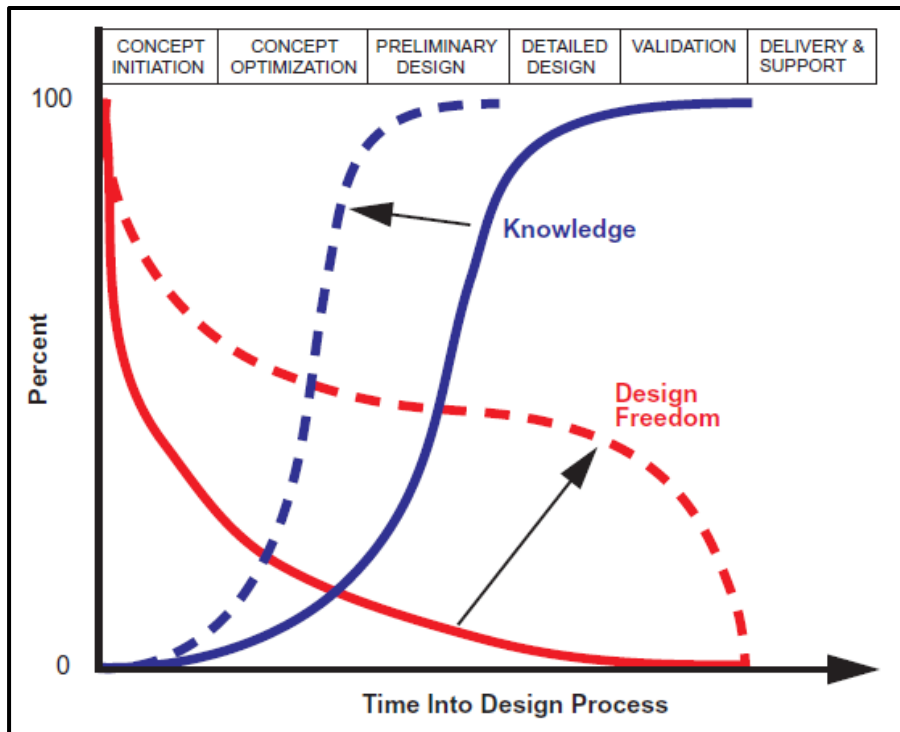 CONCEPT INITIATION
CONCEPT OPTIMIZATION
PRELIMINARY DESIGN
DETAILED DESIGN
VALIDATION
DELIVERY & SUPPORT
100
Knowledge
Percent
Design
Freedom
0
Time Into Design Process